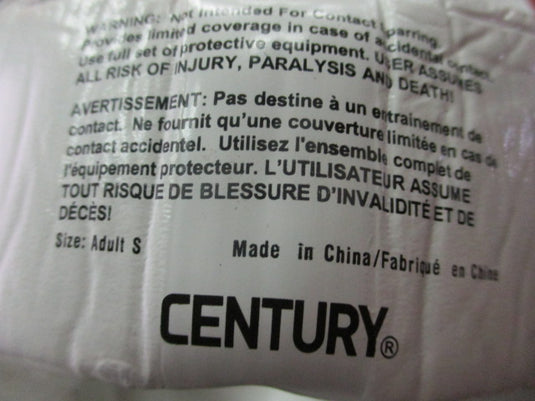 WARNING: Not Intended For Contact Sparring.
Provides limited coverage in case of accidental contact.
Use full set of protective equipment. USER ASSUMES
ALL RISK OF INJURY, PARALYSIS AND DEATH!
AVERTISSEMENT: Pas destine à un entrainement de
contact. Ne fournit qu'une couverture limitée en cas de
contact accidentel. Utilisez l'ensemble complet de
l'équipement protecteur. L'UTILISATEUR ASSUME
TOUT RISQUE DE BLESSURE D'INVALIDITÉ ET DE
DÉCÈS!
Size: Adult S
Made in China/Fabriqué en Chine
CENTURY®